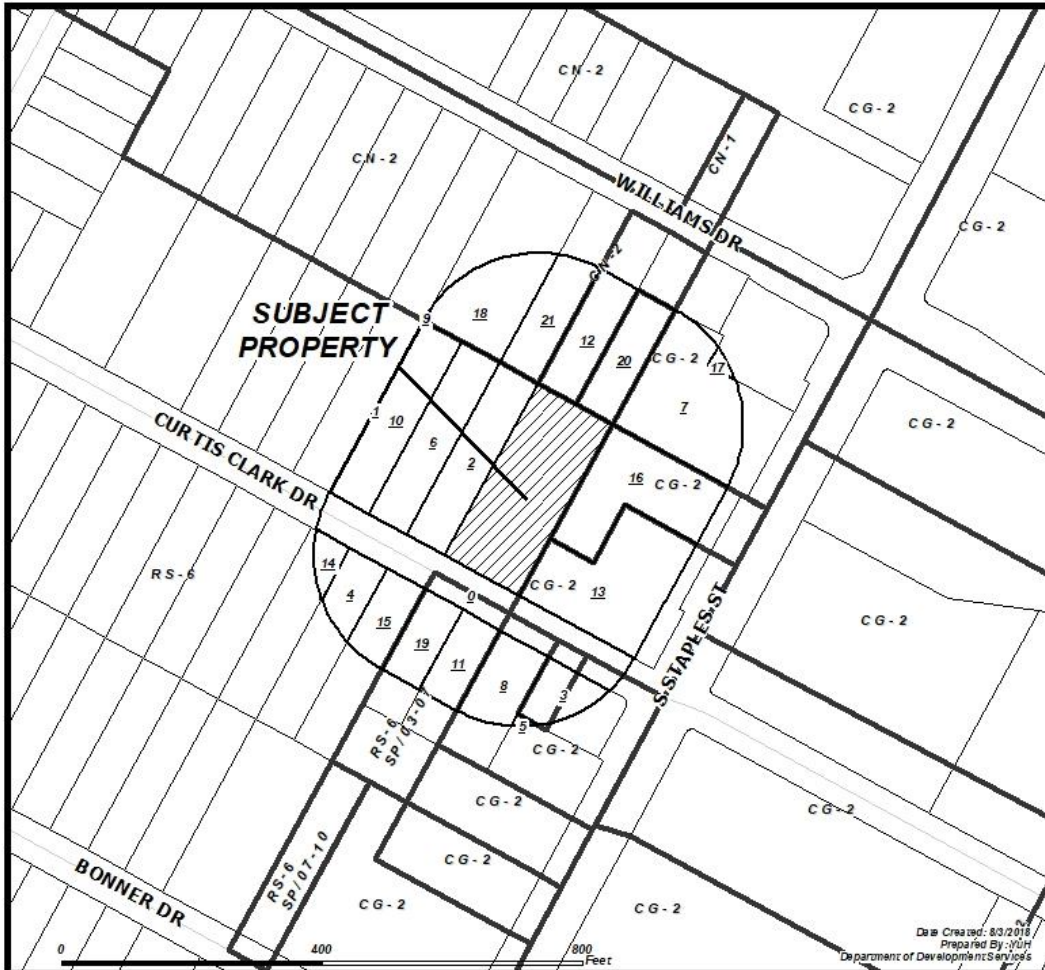 CN-2
CG-2
CN-1
CN-2
WILLIAMS DR
CG-2
CN-2
SUBJECT
PROPERTY
9
18
21
12
20
CG-2
17
7
CG-2
1
10
6
2
16
CG-2
CURTIS CLARK DR
RS-6
14
4
15
19
11
0
8
3
5
CG-2
13
S STAPLES ST
CG-2
RS-6
SP/03-07
CG-2
CG-2
CG-2
CG-2
RS-6
SP/07-10
CG-2
CG-2
BONNER DR
0 400 800
Feet
Date Created: 8/3/2018
Prepared By: YuH
Department of Development Services